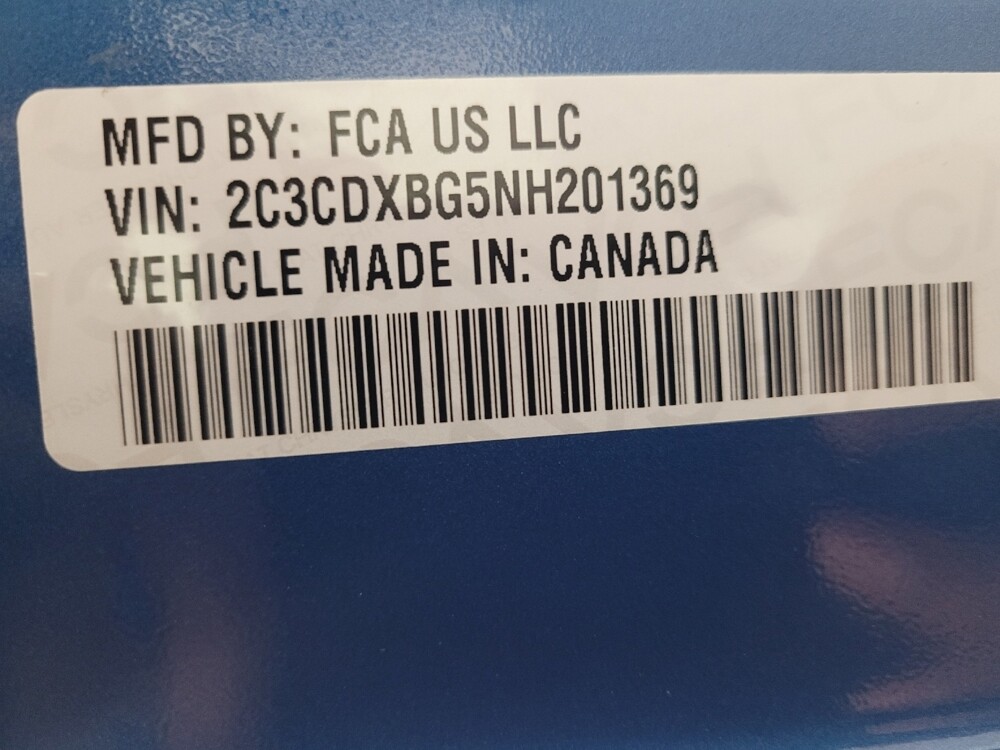 MFD BY: FCA US LLC
VIN: 2C3CDXBG5NH201369
VEHICLE MADE IN: CANADA